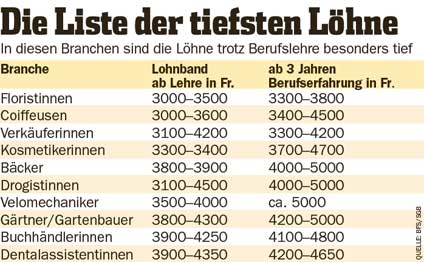 Die Liste der tiefsten Löhne
In diesen Branchen sind die Löhne trotz Berufslehre besonders tief
Branche Lohnband ab 3 Jahren
ab Lehre in Fr. Berufserfahrung in Fr.
Floristinnen 3000–3500 3300–3800
Coiffeusen 3000–3600 3400–4500
Verkäuferinnen 3100–4200 3300–4200
Kosmetikerinnen 3300–3400 3700–4700
Bäcker 3800–3900 4000–5000
Drogistinnen 3100–4500 4000–5000
Velomechaniker 3500–4000 ca. 5000
Gärtner/Gartenbauer 3800–4300 4200–5000
Buchhändlerinnen 3900–4250 4100–4800
Dentalassistentinnen 3900–4350 4200–4650
QUELLE: BFS/SGB